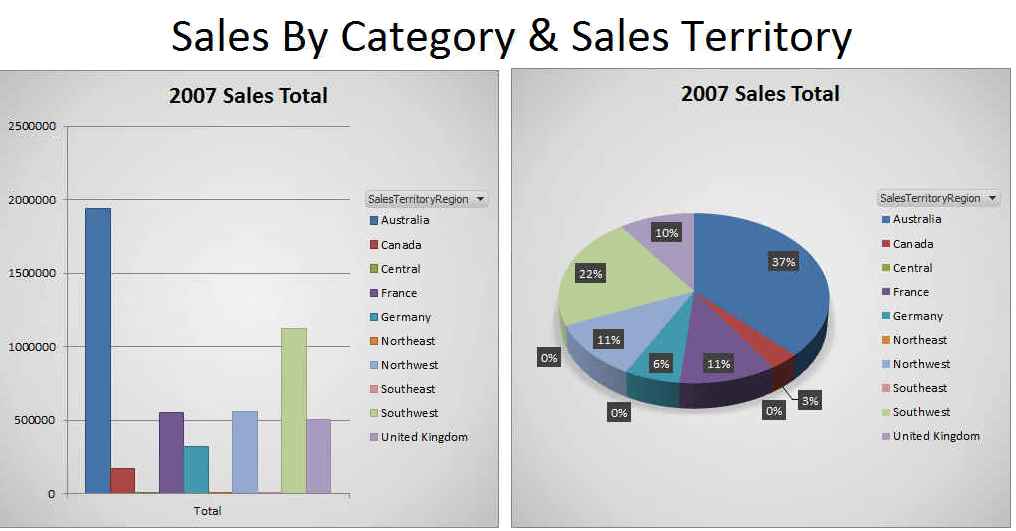 Sales By Category & Sales Territory
2007 Sales Total
2500000
2000000
1500000
1000000
500000
0
Total
SalesTerritoryRegion
Australia
Canada
Central
France
Germany
Northeast
Northwest
Southeast
Southwest
United Kingdom
2007 Sales Total
10%
37%
22%
11%
6%
11%
0%
0%
0%
3%
SalesTerritoryRegion
Australia
Canada
Central
France
Germany
Northeast
Northwest
Southeast
Southwest
United Kingdom